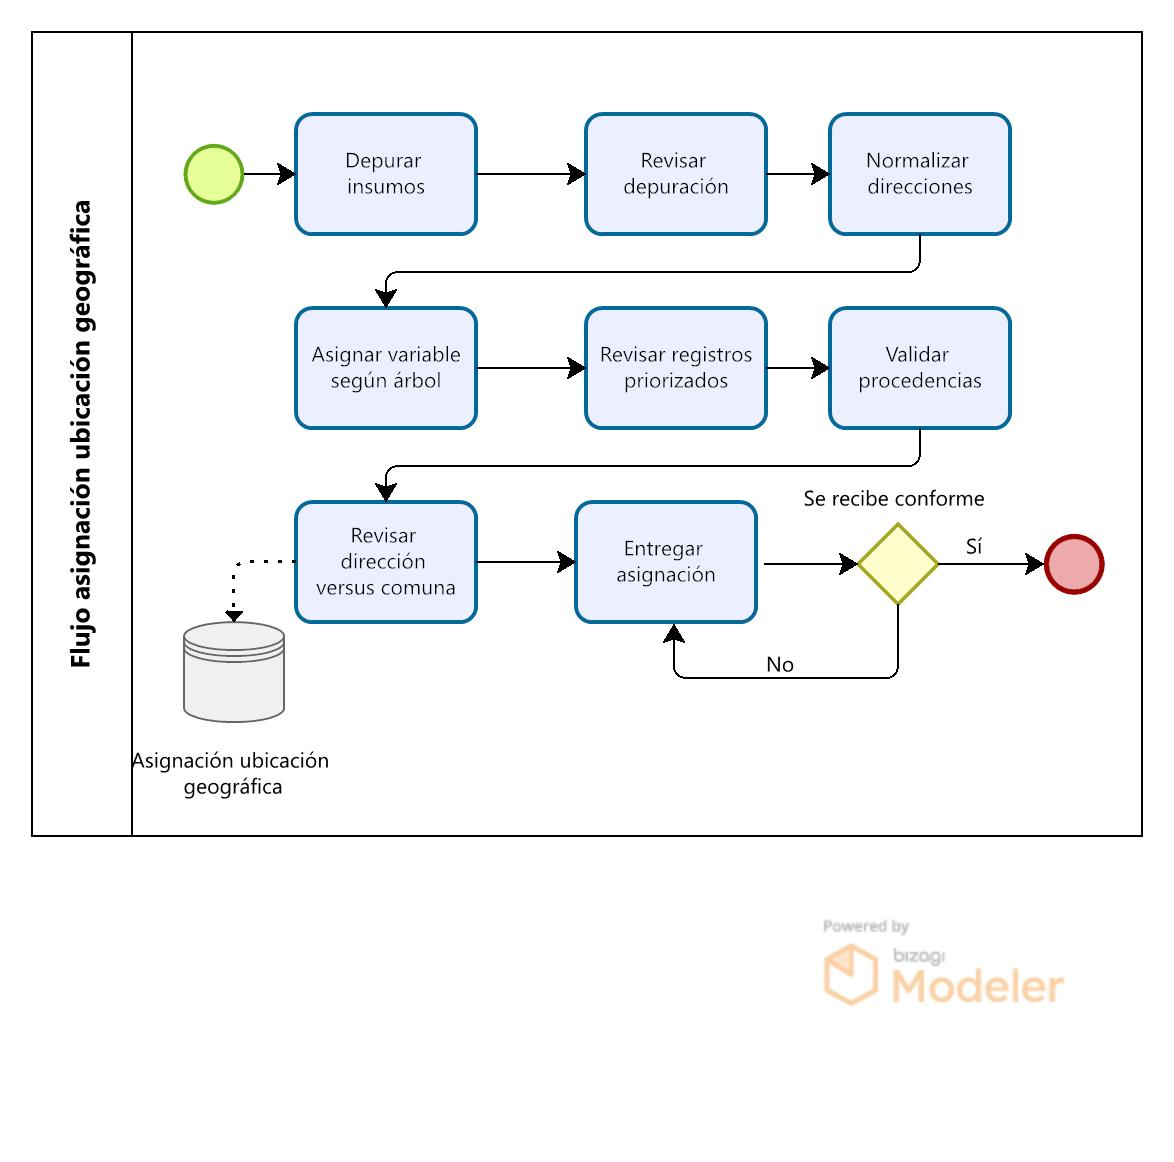 Flujo asignación ubicación geográfica
Depurar
insumos
Revisar
depuración
Normalizar
direcciones
Asignar variable
según árbol
Revisar registros
priorizados
Validar
procedencias
Revisar
dirección
versus comuna
Entregar
asignación
Se recibe conforme
Sí
No
Asignación ubicación
geográfica
Powered by
bizagi
Modeler